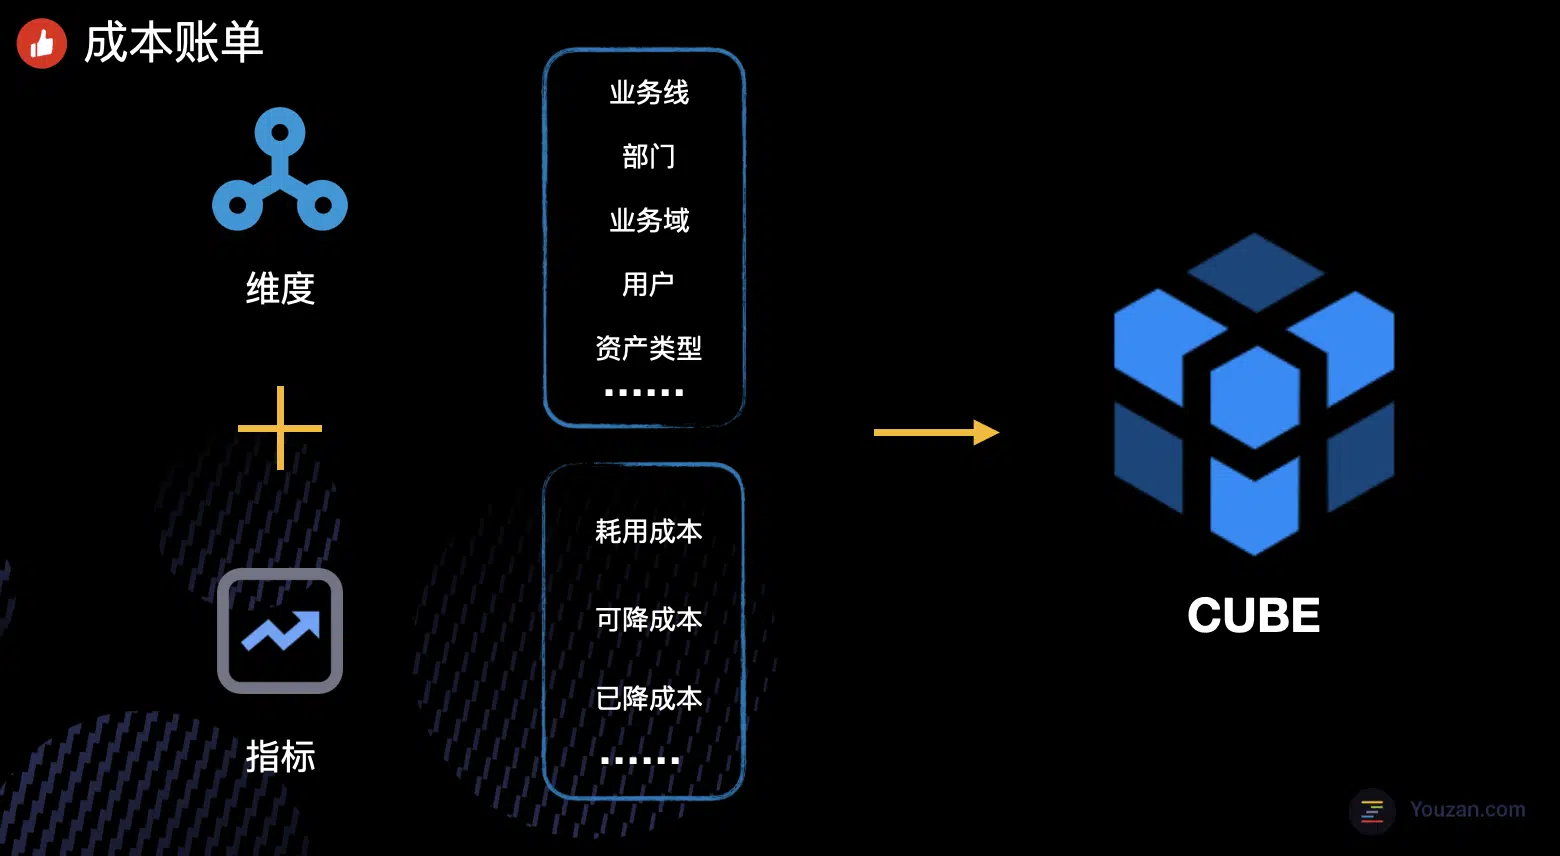 成本账单
维度
业务线
部门
业务域
用户
资产类型
......
指标
耗用成本
可降成本
已降成本
......
CUBE
Youzan.com